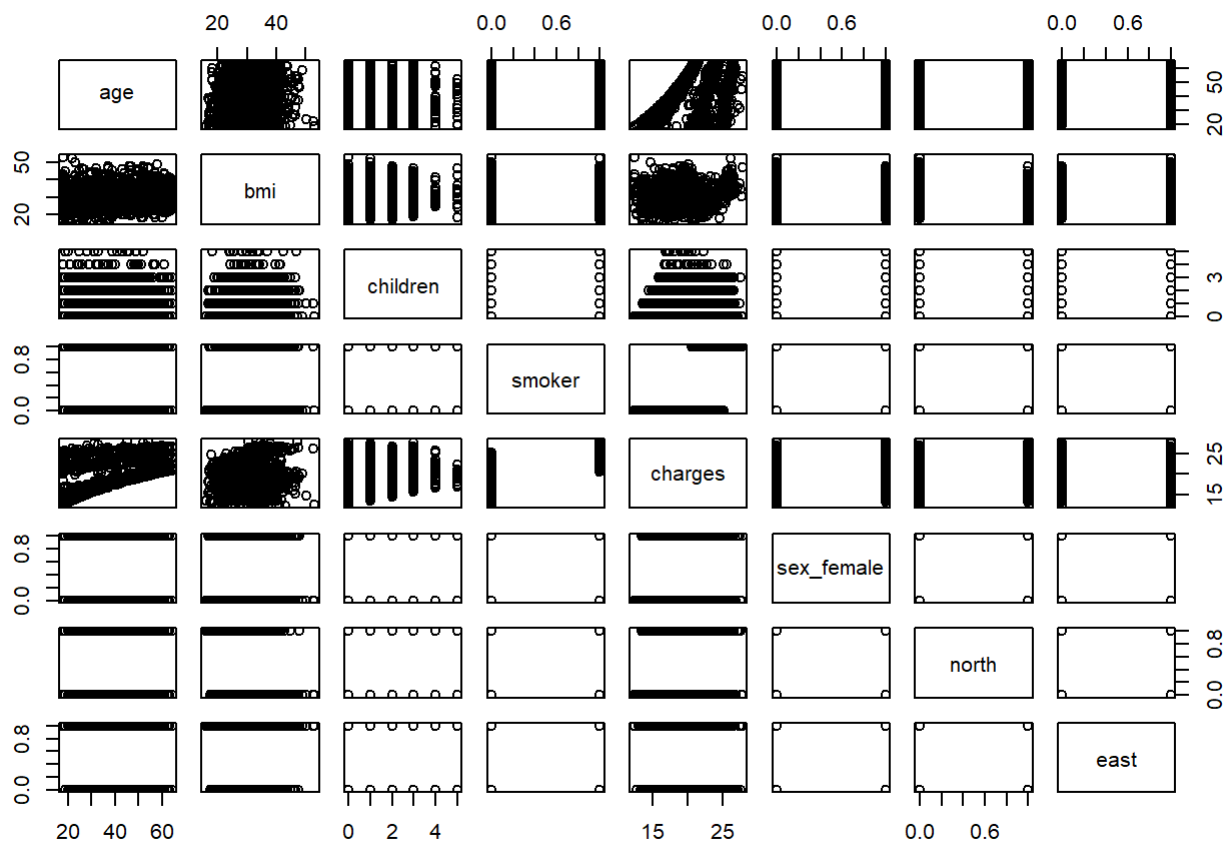 20 40 0.0 0.6 0.0 0.6 0.0 0.6
age 20 50
20 50 bmi
children 0 3
0.0 0.8 smoker
charges 15 25
0.0 0.8 sex_female
north 0.0 0.8
0.0 0.8 east
20 40 60 0 2 4 15 25 0.0 0.6